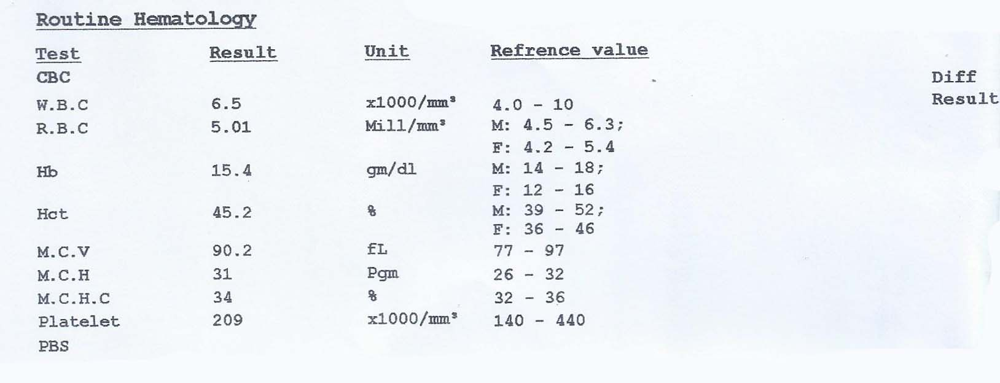 Routine Hematology
Test Result Unit Refrence value
CBC Diff
W.B.C 6.5 x1000/mm³ 4.0 - 10 Result
R.B.C 5.01 Mill/mm³ M: 4.5 - 6.3;
F: 4.2 - 5.4
Hb 15.4 gm/dl M: 14 - 18;
F: 12 - 16
Hct 45.2 % M: 39 - 52;
F: 36 - 46
M.C.V 90.2 fL 77 - 97
M.C.H 31 Pgm 26 - 32
M.C.H.C 34 % 32 - 36
Platelet 209 x1000/mm³ 140 - 440
PBS